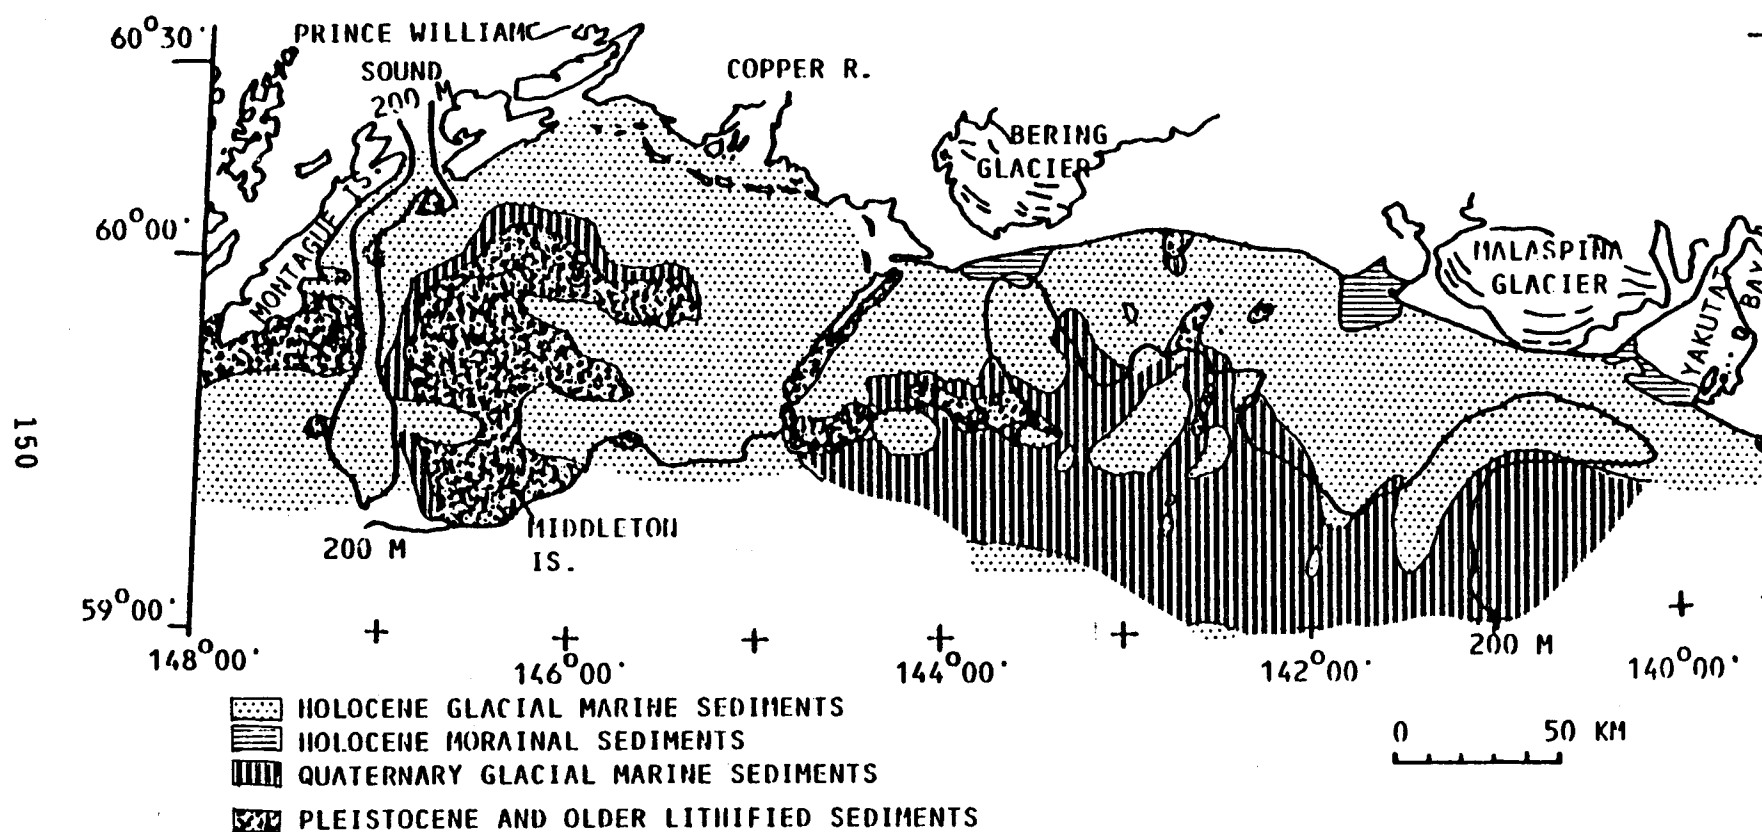 60°30'
PRINCE WILLIAM
SOUND
200 M
COPPER R.
BERING
GLACIER
60°00'
MONTAGUE IS.
MALASPINA
GLACIER
YAKUTAT
BAY
150
MIDDLETON
IS.
200 M
59°00'
200 M
148°00'
146°00'
144°00'
142°00'
140°00'
HOLOCENE GLACIAL MARINE SEDIMENTS
HOLOCENE MORAINAL SEDIMENTS
QUATERNARY GLACIAL MARINE SEDIMENTS
PLEISTOCENE AND OLDER LITHIFIED SEDIMENTS
0 50 KM